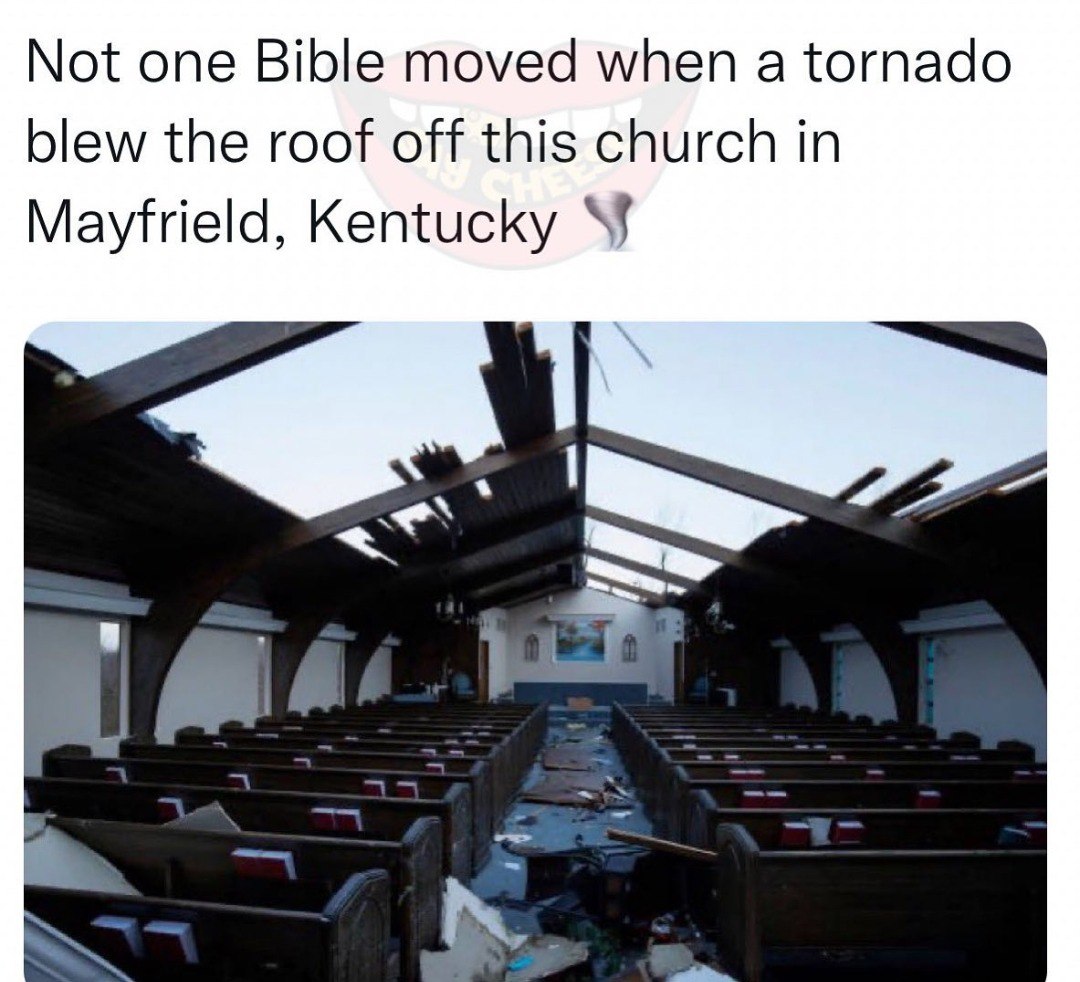 Not one Bible moved when a tornado
blew the roof off this church in
Mayfrield, Kentucky 🌪️